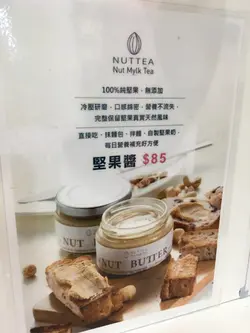 NUTTEA
Nut Mylk Tea
100%純堅果、無添加
冷壓研磨、口感綿密、營養不流失、
完整保留堅果真實天然風味
直接吃、抹麵包、拌麵、自製堅果奶，
每日營養補充好方便
堅果醬 $85
NUTTEA
NUT BUTTER
NUT BUTTER